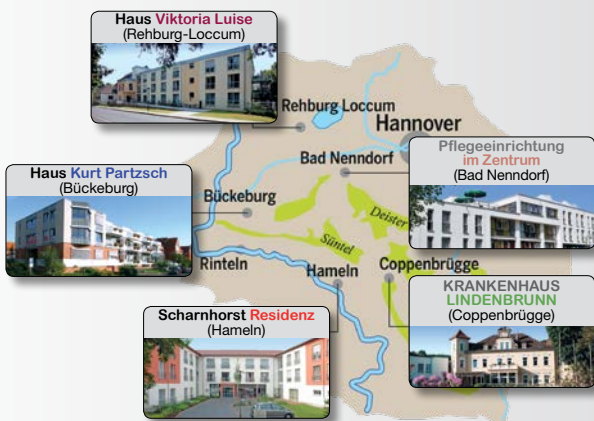 Haus Viktoria Luise
(Rehburg-Loccum)
Rehburg Loccum
Hannover
Pflegeeinrichtung
im Zentrum
(Bad Nenndorf)
Bad Nenndorf
Haus Kurt Partzsch
(Bückeburg)
Bückeburg
Deister
Süntel
Rinteln
Hameln
Coppenbrügge
KRANKENHAUS
LINDENBRUNN
(Coppenbrügge)
Scharnhorst Residenz
(Hameln)